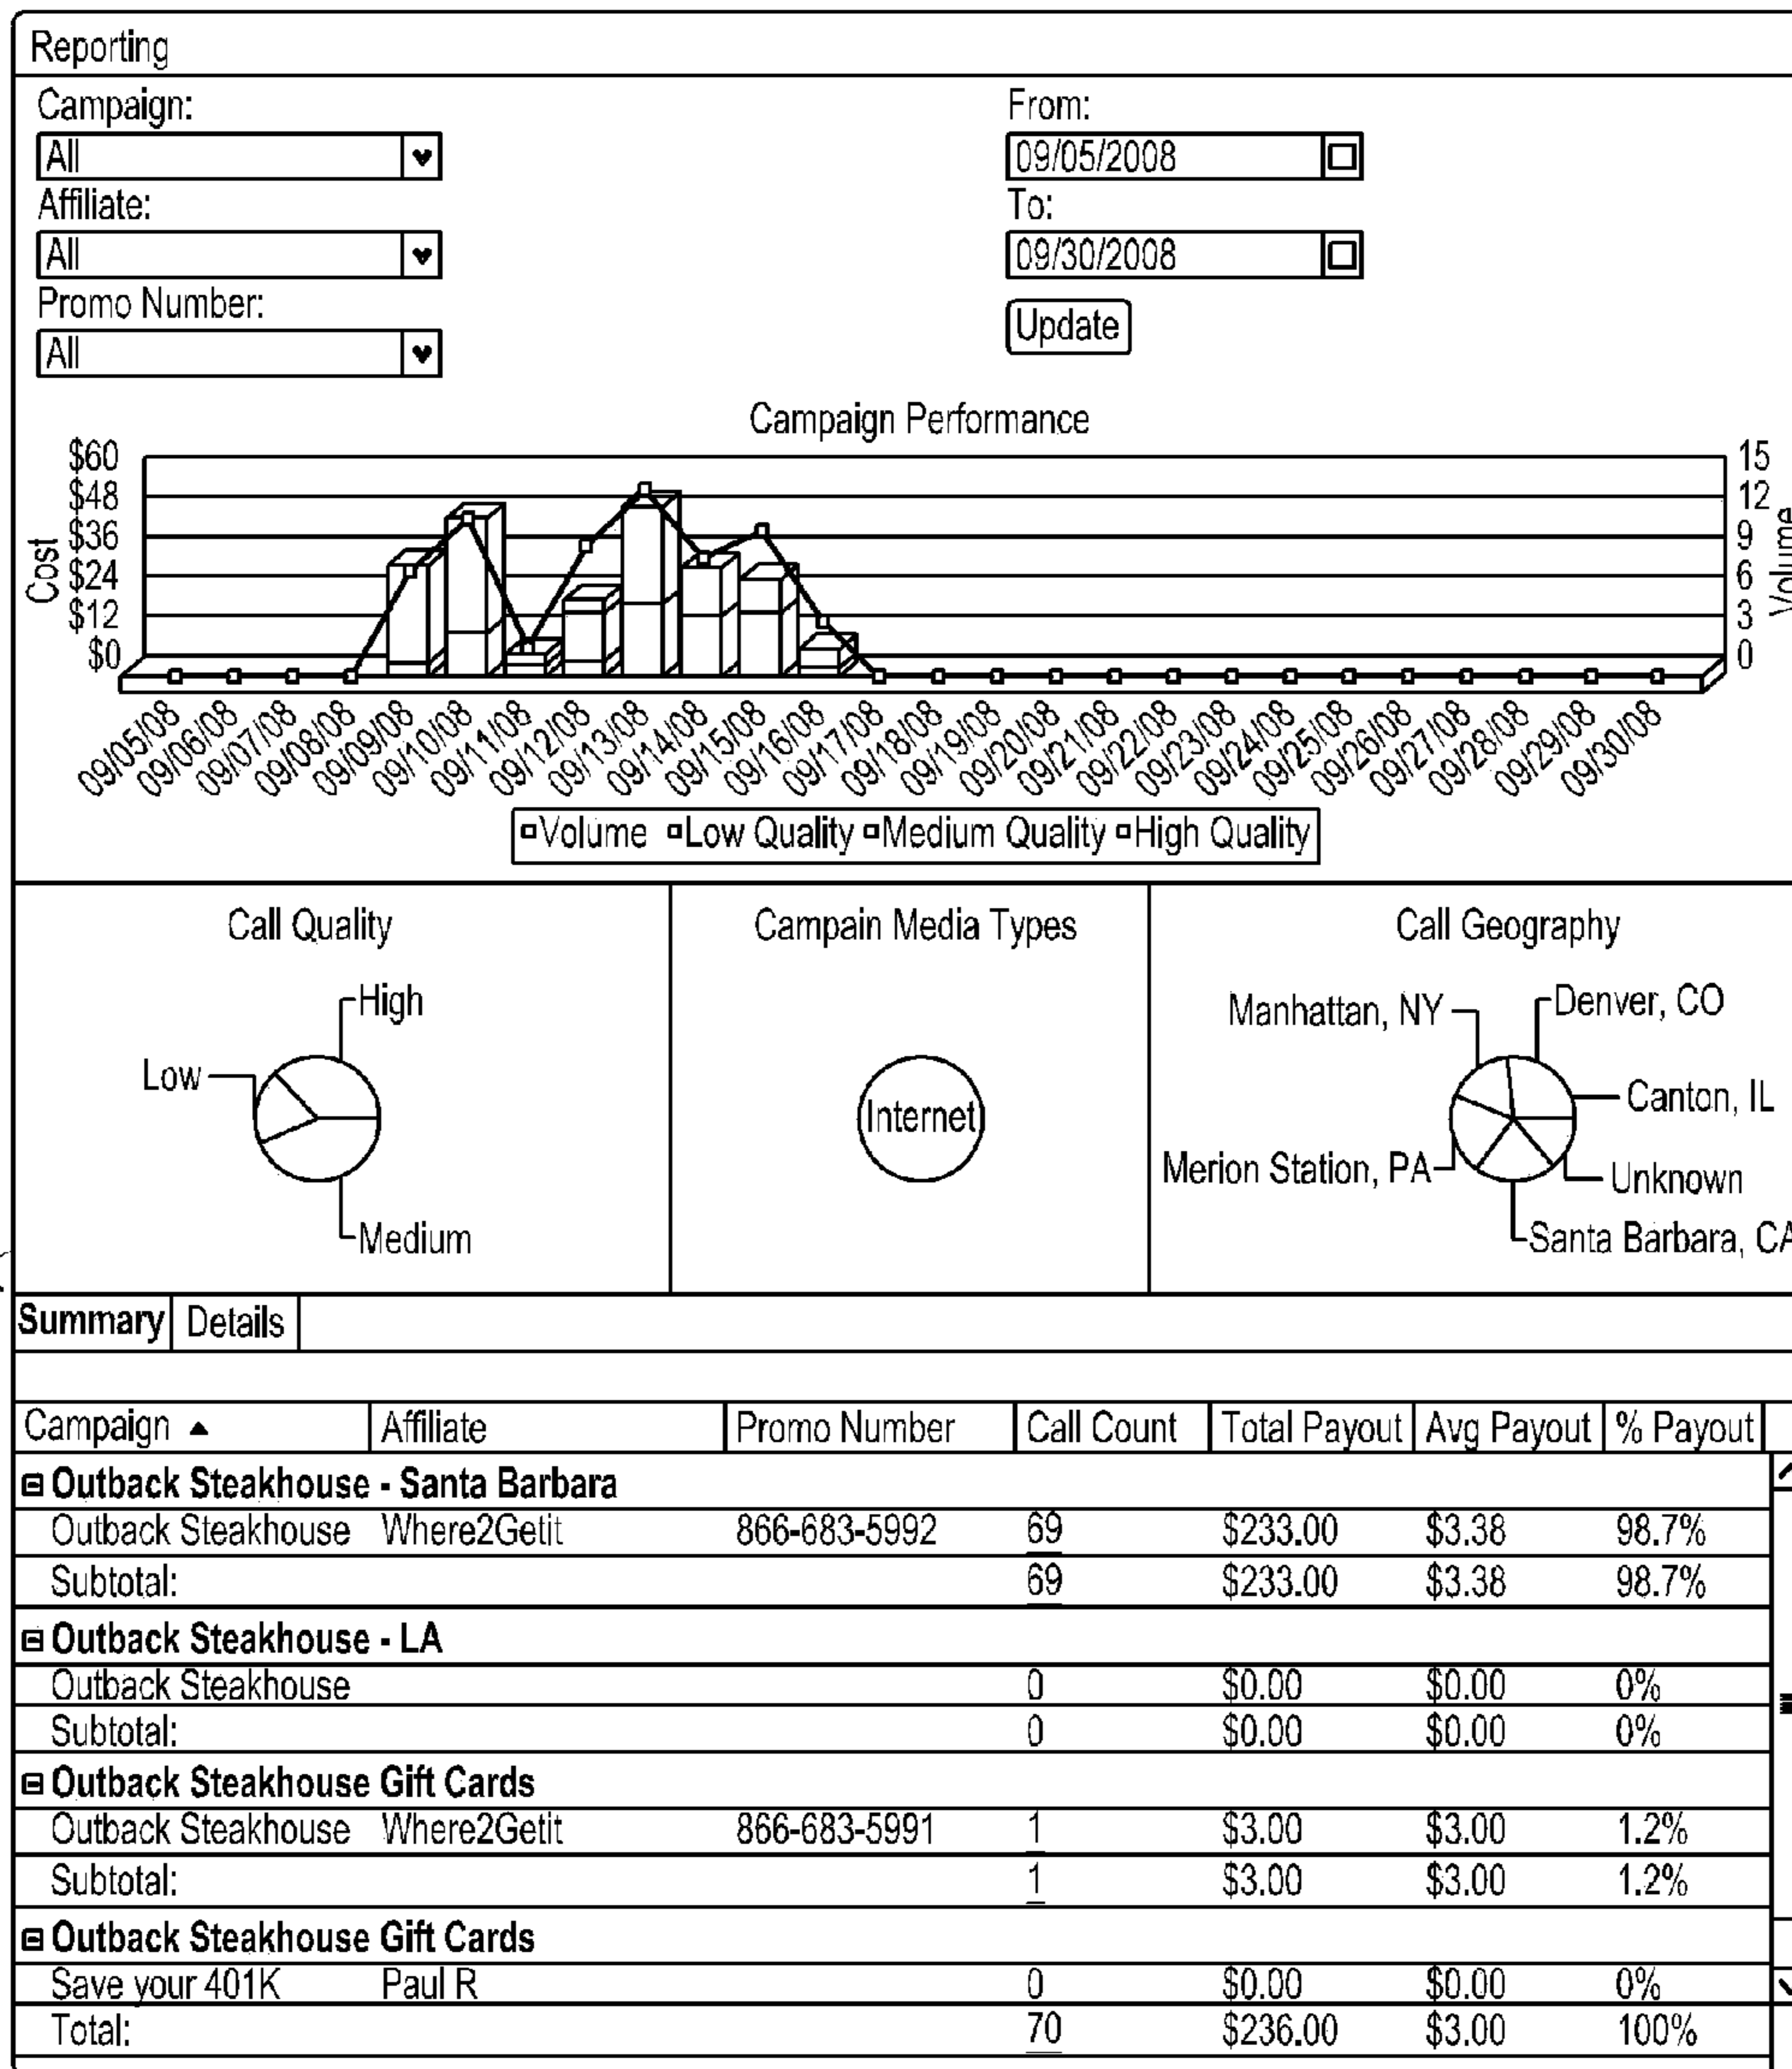 Reporting
Campaign:
All
From:
09/05/2008
Affiliate:
All
To:
09/30/2008
Promo Number:
All
Update
Campaign Performance
$60
$48
$36
$24
$12
$0
Cost
15
12
9
6
3
0
Volume
09/05/08
09/06/08
09/07/08
09/08/08
09/09/08
09/10/08
09/11/08
09/12/08
09/13/08
09/14/08
09/15/08
09/16/08
09/17/08
09/18/08
09/19/08
09/20/08
09/21/08
09/22/08
09/23/08
09/24/08
09/25/08
09/26/08
09/27/08
09/28/08
09/29/08
09/30/08
Volume Low Quality Medium Quality High Quality
Call Quality
High
Low
Medium
Campain Media Types
Internet
Call Geography
Manhattan, NY
Denver, CO
Canton, IL
Merion Station, PA
Unknown
Santa Barbara, CA
Summary Details
Campaign ▲ Affiliate Promo Number Call Count Total Payout Avg Payout % Payout
Outback Steakhouse - Santa Barbara
Outback Steakhouse Where2Getit 866-683-5992 69 $233.00 $3.38 98.7%
Subtotal: 69 $233.00 $3.38 98.7%
Outback Steakhouse - LA
Outback Steakhouse 0 $0.00 $0.00 0%
Subtotal: 0 $0.00 $0.00 0%
Outback Steakhouse Gift Cards
Outback Steakhouse Where2Getit 866-683-5991 1 $3.00 $3.00 1.2%
Subtotal: 1 $3.00 $3.00 1.2%
Outback Steakhouse Gift Cards
Save your 401K Paul R 0 $0.00 $0.00 0%
Total: 70 $236.00 $3.00 100%